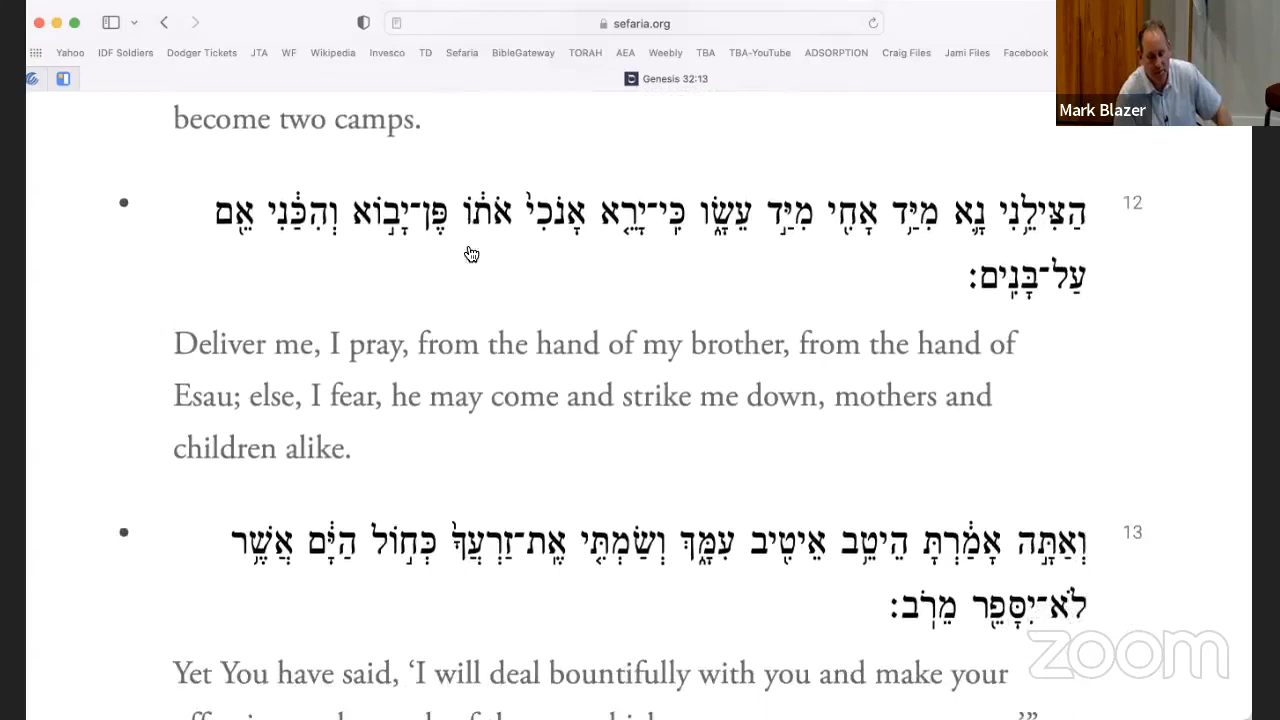 sefaria.org
Yahoo IDF Soldiers Dodger Tickets JTA WF Wikipedia Invesco TD Sefaria BibleGateway TORAH AEA Weebly TBA TBA-YouTube ADSORPTION Craig Files Jami Files Facebook
Genesis 32:13
Mark Blazer
become two camps.
12
הַצִּילֵ֥נִי נָ֛א מִיַּ֥ד אָחִ֖י מִיַּ֣ד עֵשָׂ֑ו כִּֽי־יָרֵ֤א אָנֹכִי֙ אֹת֔וֹ פֶּן־יָב֣וֹא וְהִכַּ֔נִי אֵ֖ם
עַל־בָּנִֽים׃
Deliver me, I pray, from the hand of my brother, from the hand of
Esau; else, I fear, he may come and strike me down, mothers and
children alike.
13
וְאַתָּ֣ה אָמַ֔רְתָּ הֵיטֵ֥ב אֵיטִ֖יב עִמָּ֑ךְ וְשַׂמְתִּ֤י אֶֽת־זַרְעֲךָ֙ כְּח֣וֹל הַיָּ֔ם אֲשֶׁ֥ר
לֹא־יִסָּפֵ֖ר מֵרֹֽב׃
Yet You have said, ‘I will deal bountifully with you and make your
zoom